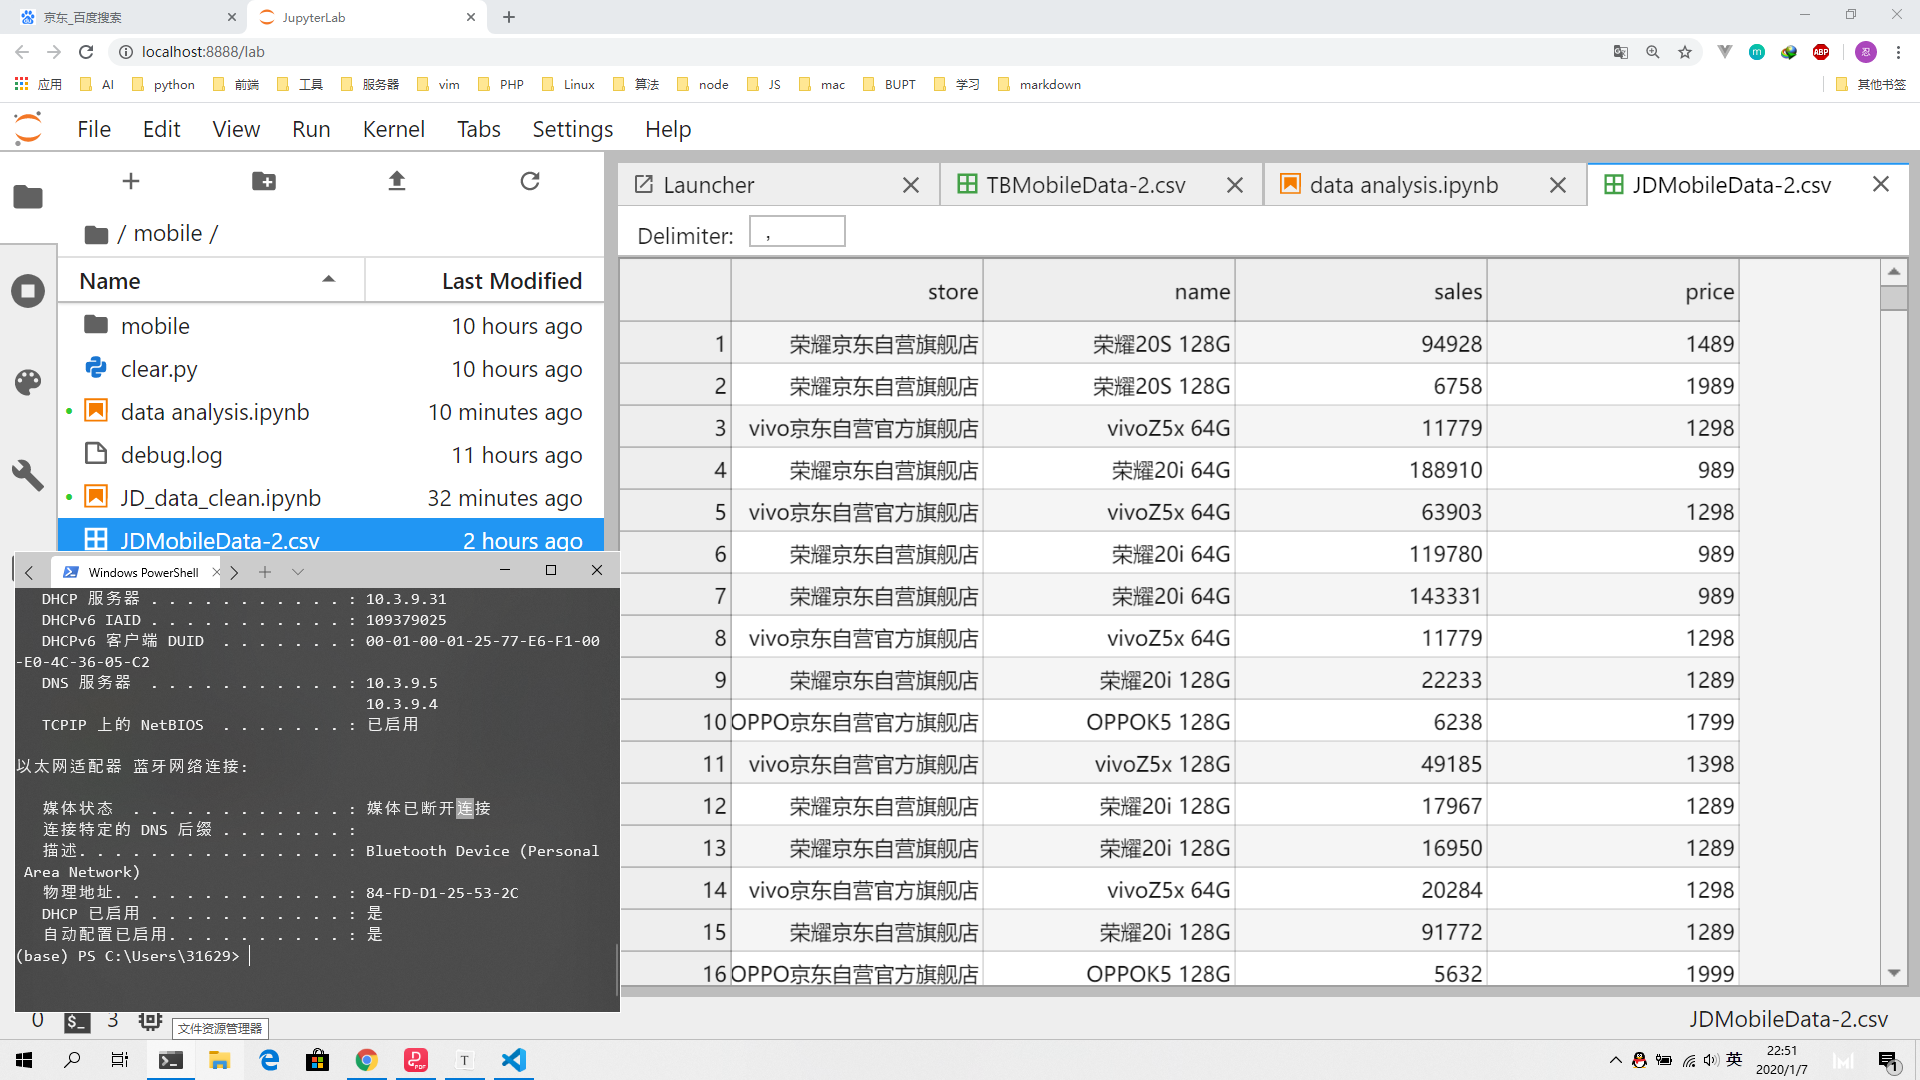 京东_百度搜索
JupyterLab
localhost:8888/lab
ABP
忍
应用 AI python 前端 工具 服务器 vim PHP Linux 算法 node JS mac BUPT 学习 markdown 其他书签
File Edit View Run Kernel Tabs Settings Help
Launcher
TBMobileData-2.csv
data analysis.ipynb
JDMobileData-2.csv
/ mobile /
Delimiter: ,
Name Last Modified
mobile 10 hours ago
clear.py 10 hours ago
data analysis.ipynb 10 minutes ago
debug.log 11 hours ago
JD_data_clean.ipynb 32 minutes ago
JDMobileData-2.csv 2 hours ago
store name sales price
1 荣耀京东自营旗舰店 荣耀20S 128G 94928 1489
2 荣耀京东自营旗舰店 荣耀20S 128G 6758 1989
3 vivo京东自营官方旗舰店 vivoZ5x 64G 11779 1298
4 荣耀京东自营旗舰店 荣耀20i 64G 188910 989
5 vivo京东自营官方旗舰店 vivoZ5x 64G 63903 1298
6 荣耀京东自营旗舰店 荣耀20i 64G 119780 989
7 荣耀京东自营旗舰店 荣耀20i 64G 143331 989
8 vivo京东自营官方旗舰店 vivoZ5x 64G 11779 1298
9 荣耀京东自营旗舰店 荣耀20i 128G 22233 1289
10 OPPO京东自营官方旗舰店 OPPOK5 128G 6238 1799
11 vivo京东自营官方旗舰店 vivoZ5x 128G 49185 1398
12 荣耀京东自营旗舰店 荣耀20i 128G 17967 1289
13 荣耀京东自营旗舰店 荣耀20i 128G 16950 1289
14 vivo京东自营官方旗舰店 vivoZ5x 64G 20284 1298
15 荣耀京东自营旗舰店 荣耀20i 128G 91772 1289
16 OPPO京东自营官方旗舰店 OPPOK5 128G 5632 1999
Windows PowerShell
DHCP 服务器 . . . . . . . . . . . : 10.3.9.31
DHCPv6 IAID . . . . . . . . . . . : 109379025
DHCPv6 客户端 DUID . . . . . . . : 00-01-00-01-25-77-E6-F1-00
-E0-4C-36-05-C2
DNS 服务器 . . . . . . . . . . . : 10.3.9.5
10.3.9.4
TCPIP 上的 NetBIOS . . . . . . . : 已启用
以太网适配器 蓝牙网络连接:
媒体状态 . . . . . . . . . . . . : 媒体已断开连接
连接特定的 DNS 后缀 . . . . . . . :
描述. . . . . . . . . . . . . . . : Bluetooth Device (Personal
Area Network)
物理地址. . . . . . . . . . . . . : 84-FD-D1-25-53-2C
DHCP 已启用 . . . . . . . . . . . : 是
自动配置已启用. . . . . . . . . . : 是
(base) PS C:\Users\31629>
0 $_ 3
文件资源管理器
JDMobileData-2.csv
PDF
T
英
22:51
2020/1/7
1